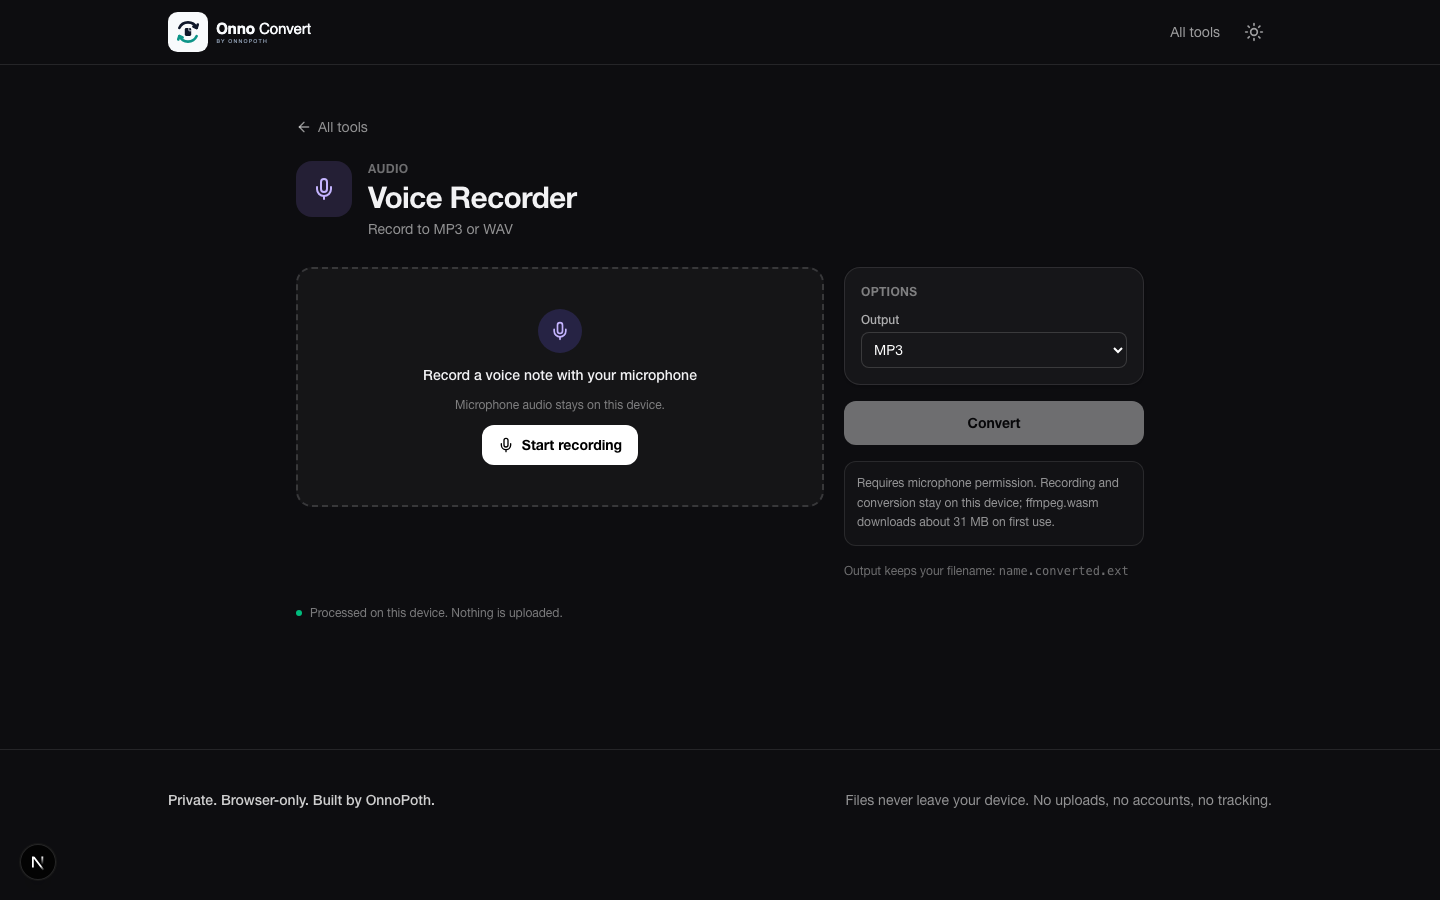 Onno Convert
BY ONNOPOTH
All tools
All tools
AUDIO
Voice Recorder
Record to MP3 or WAV
Record a voice note with your microphone
Microphone audio stays on this device.
Start recording
OPTIONS
Output
MP3
Convert
Requires microphone permission. Recording and
conversion stay on this device; ffmpeg.wasm
downloads about 31 MB on first use.
Output keeps your filename: name.converted.ext
Processed on this device. Nothing is uploaded.
Private. Browser-only. Built by OnnoPoth.
Files never leave your device. No uploads, no accounts, no tracking.
N